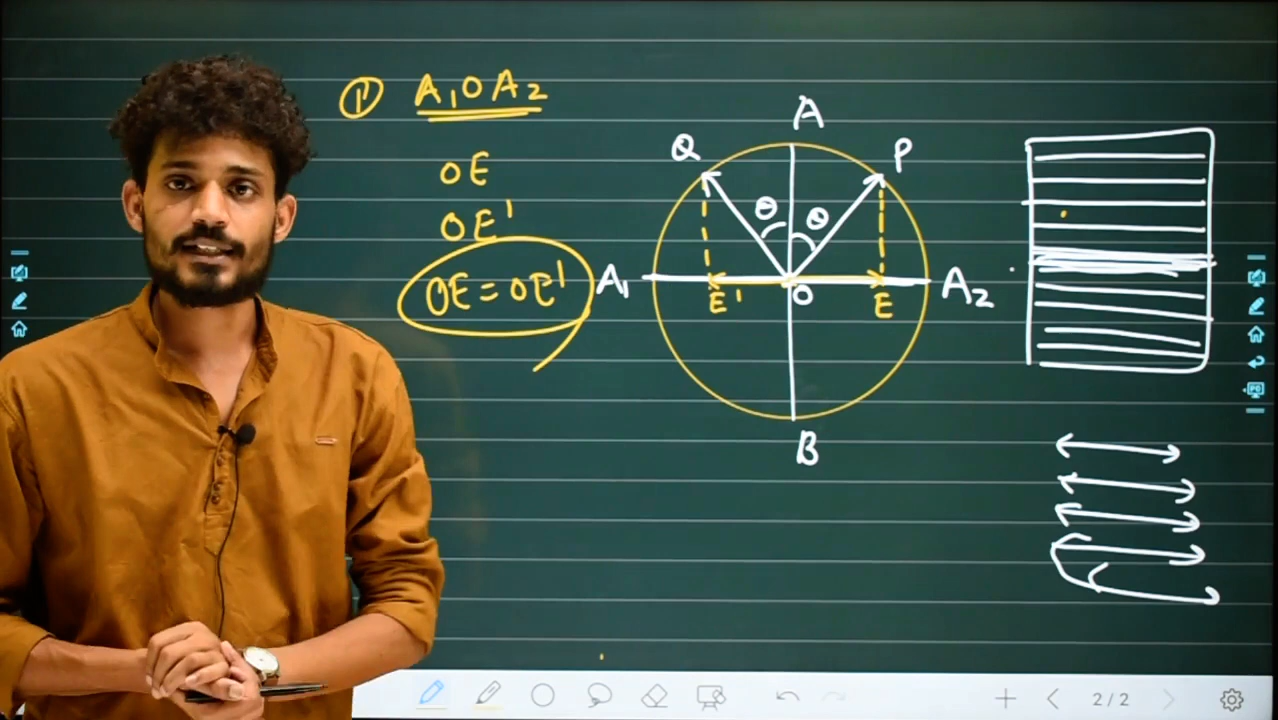 ① A₁OA₂
OE
OE'
OE = OE'
A
Q
P
θ
θ
A₁
A₂
E'
O
E
B
2/2